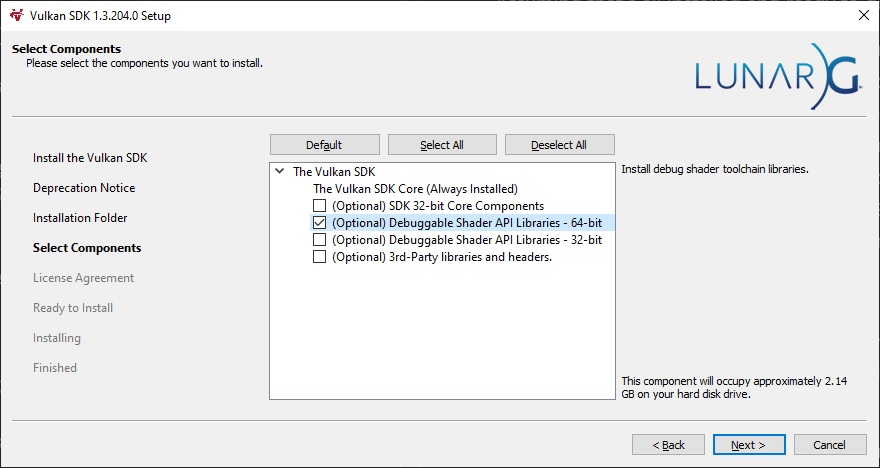 Vulkan SDK 1.3.204.0 Setup
Select Components
Please select the components you want to install.
LUNARG
Install the Vulkan SDK
Deprecation Notice
Installation Folder
Select Components
License Agreement
Ready to Install
Installing
Finished
Default
Select All
Deselect All
The Vulkan SDK
The Vulkan SDK Core (Always Installed)
(Optional) SDK 32-bit Core Components
(Optional) Debuggable Shader API Libraries - 64-bit
(Optional) Debuggable Shader API Libraries - 32-bit
(Optional) 3rd-Party libraries and headers.
Install debug shader toolchain libraries.
This component will occupy approximately 2.14
GB on your hard disk drive.
< Back
Next >
Cancel